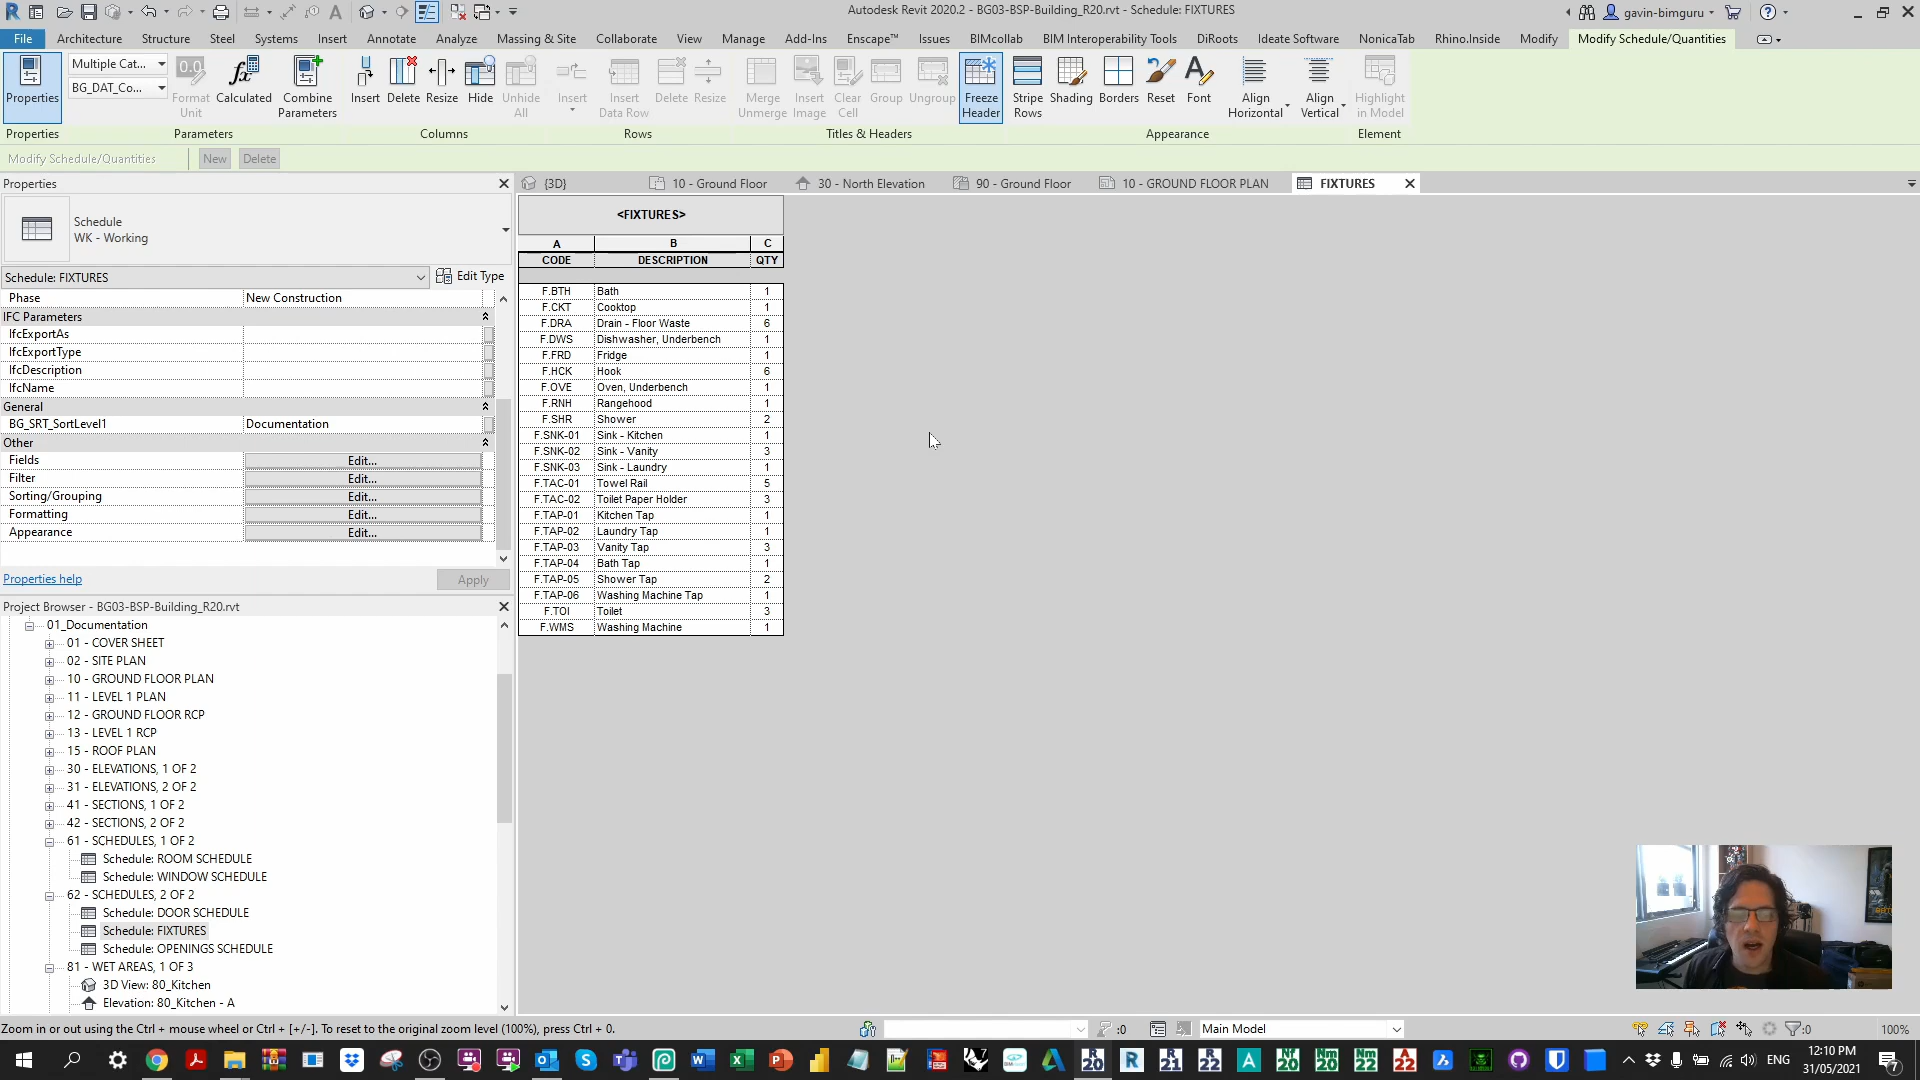 Autodesk Revit 2020.2 - BG03-BSP-Building_R20.rvt - Schedule: FIXTURES
gavin-bimguru
File Architecture Structure Steel Systems Insert Annotate Analyze Massing & Site Collaborate View Manage Add-Ins Enscape™ Issues BIMcollab BIM Interoperability Tools DiRoots Ideate Software NonicaTab Rhino.Inside Modify Modify Schedule/Quantities
Multiple Cat...
BG_DAT_Co...
Properties Format Unit Calculated Combine Parameters Insert Delete Resize Hide Unhide All Insert Insert Data Row Delete Resize Merge Unmerge Insert Image Clear Cell Group Ungroup Freeze Header Stripe Rows Shading Borders Reset Font Align Horizontal Align Vertical Highlight in Model
Properties Parameters Columns Rows Titles & Headers Appearance Element
Modify Schedule/Quantities New Delete
Properties
{3D} 10 - Ground Floor 30 - North Elevation 90 - Ground Floor 10 - GROUND FLOOR PLAN FIXTURES
Schedule
WK - Working
Schedule: FIXTURES Edit Type
Phase New Construction
IFC Parameters
IfcExportAs
IfcExportType
IfcDescription
IfcName
General
BG_SRT_SortLevel1 Documentation
Other
Fields Edit...
Filter Edit...
Sorting/Grouping Edit...
Formatting Edit...
Appearance Edit...
Properties help Apply
<FIXTURES>
A B C
CODE DESCRIPTION QTY
F.BTH Bath 1
F.CKT Cooktop 1
F.DRA Drain - Floor Waste 6
F.DWS Dishwasher, Underbench 1
F.FRD Fridge 1
F.HCK Hook 6
F.OVE Oven, Underbench 1
F.RNH Rangehood 1
F.SHR Shower 2
F.SNK-01 Sink - Kitchen 1
F.SNK-02 Sink - Vanity 3
F.SNK-03 Sink - Laundry 1
F.TAC-01 Towel Rail 5
F.TAC-02 Toilet Paper Holder 3
F.TAP-01 Kitchen Tap 1
F.TAP-02 Laundry Tap 1
F.TAP-03 Vanity Tap 3
F.TAP-04 Bath Tap 1
F.TAP-05 Shower Tap 2
F.TAP-06 Washing Machine Tap 1
F.TOI Toilet 3
F.WMS Washing Machine 1
Project Browser - BG03-BSP-Building_R20.rvt
01_Documentation
01 - COVER SHEET
02 - SITE PLAN
10 - GROUND FLOOR PLAN
11 - LEVEL 1 PLAN
12 - GROUND FLOOR RCP
13 - LEVEL 1 RCP
15 - ROOF PLAN
30 - ELEVATIONS, 1 OF 2
31 - ELEVATIONS, 2 OF 2
41 - SECTIONS, 1 OF 2
42 - SECTIONS, 2 OF 2
61 - SCHEDULES, 1 OF 2
Schedule: ROOM SCHEDULE
Schedule: WINDOW SCHEDULE
62 - SCHEDULES, 2 OF 2
Schedule: DOOR SCHEDULE
Schedule: FIXTURES
Schedule: OPENINGS SCHEDULE
81 - WET AREAS, 1 OF 3
3D View: 80_Kitchen
Elevation: 80_Kitchen - A
Zoom in or out using the Ctrl + mouse wheel or Ctrl + [+/-]. To reset to the original zoom level (100%), press Ctrl + 0.
:0 Main Model :0 100%
ENG 12:10 PM
31/05/2021